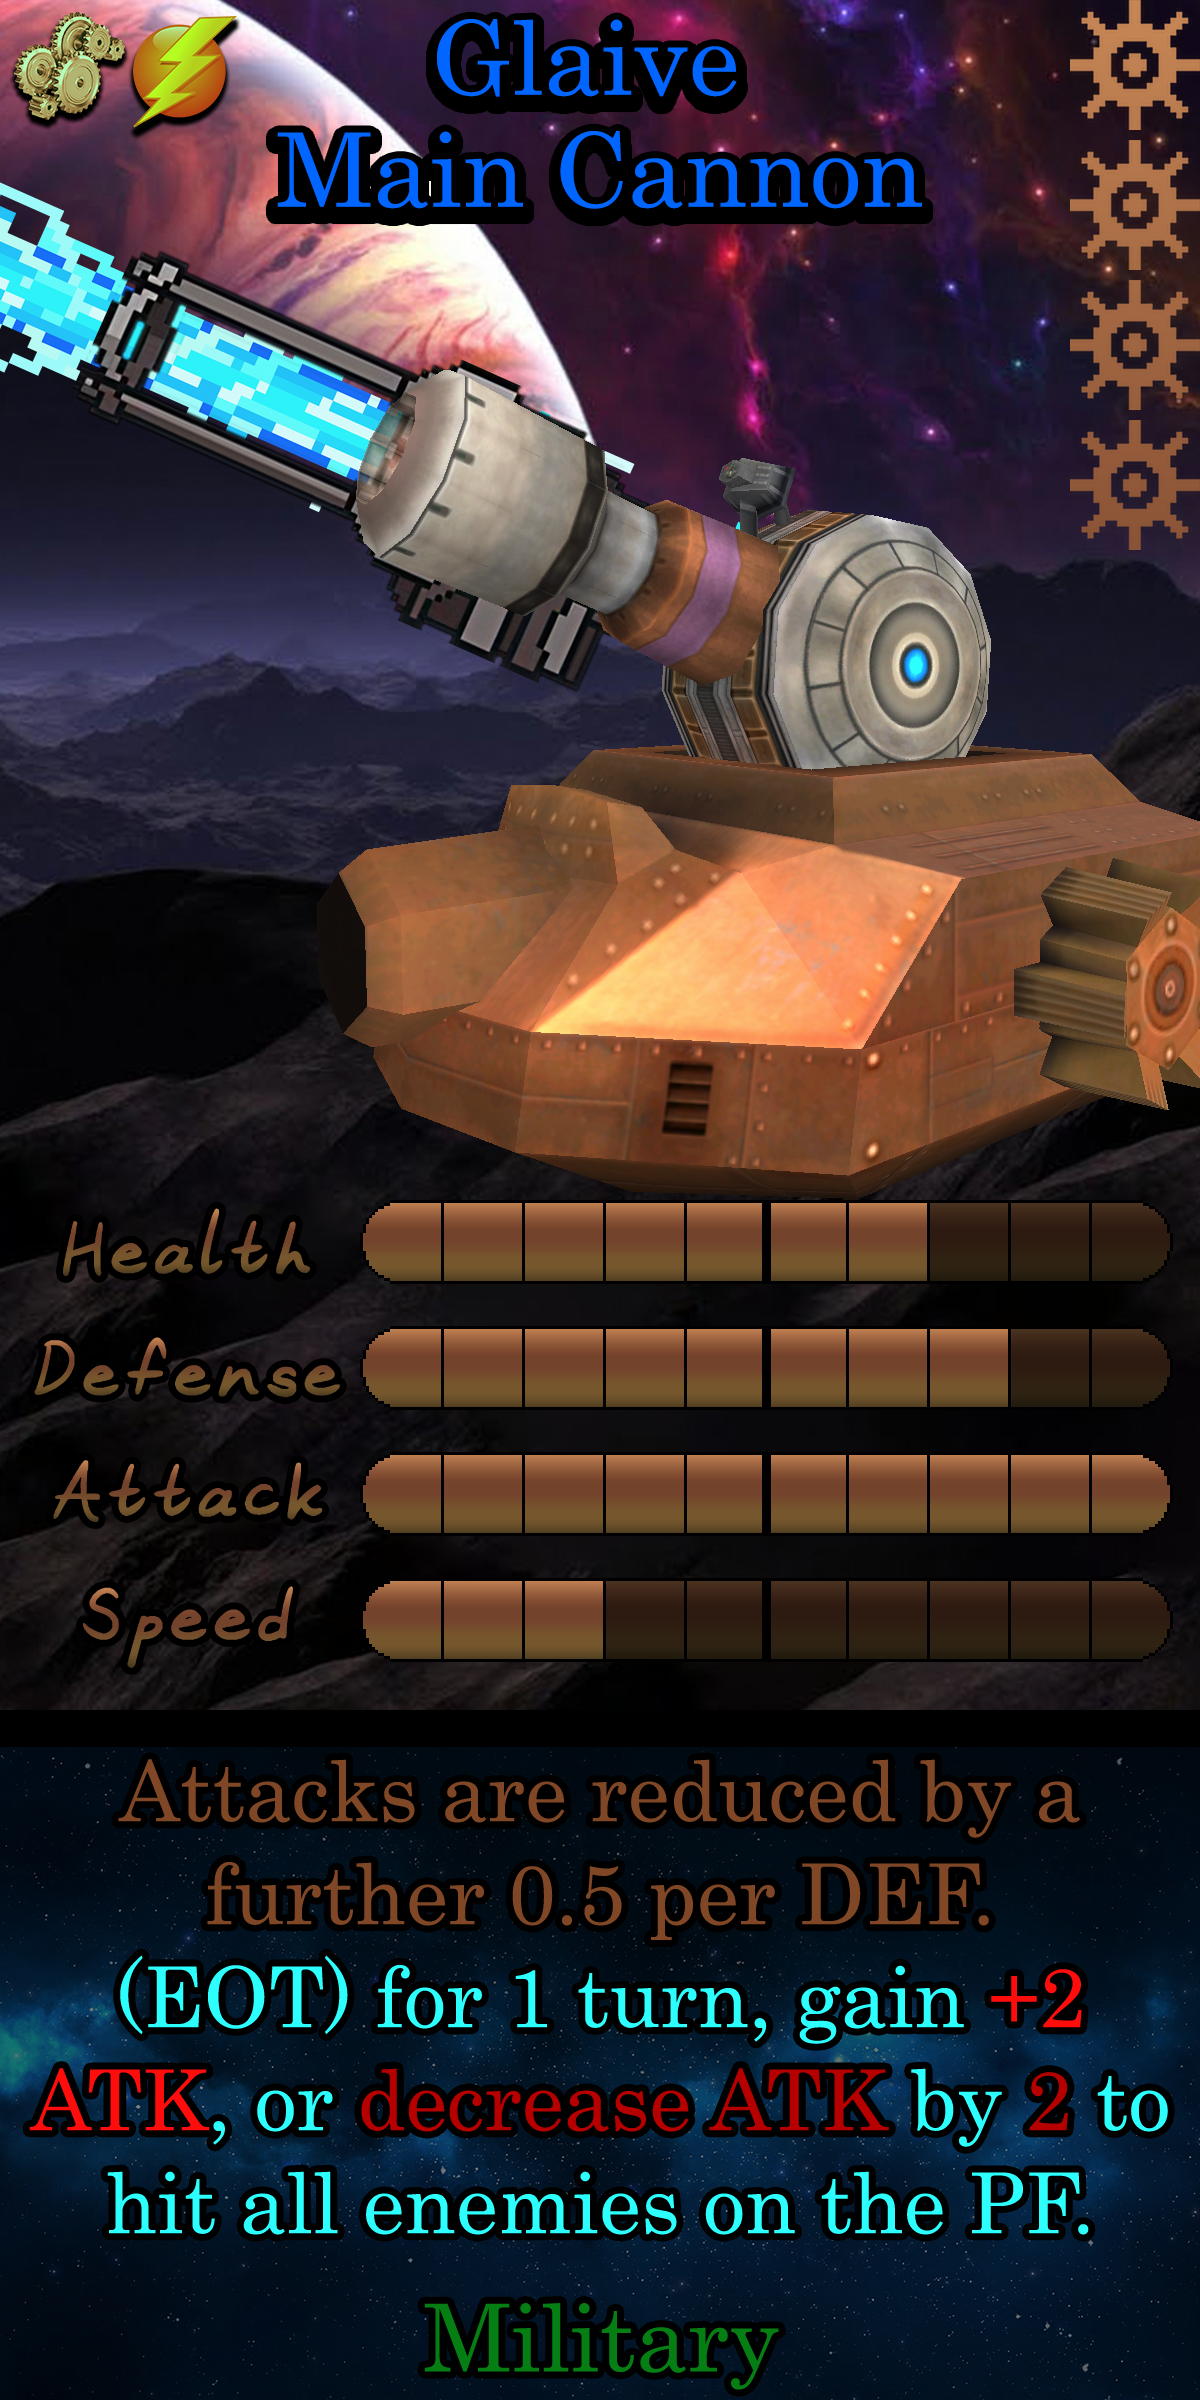 Glaive
Main Cannon
Health
Defense
Attack
Speed
Attacks are reduced by a
further 0.5 per DEF.
(EOT) for 1 turn, gain +2
ATK, or decrease ATK by 2 to
hit all enemies on the PF.
Military